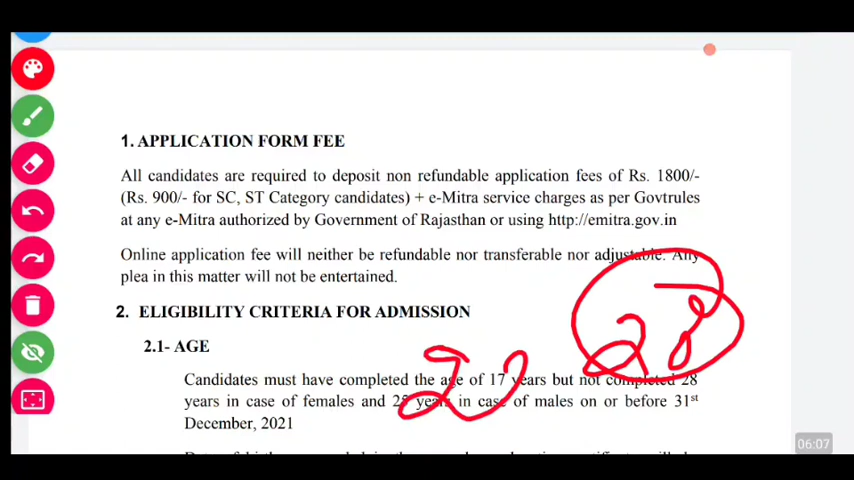 1. APPLICATION FORM FEE
All candidates are required to deposit non refundable application fees of Rs. 1800/-
(Rs. 900/- for SC, ST Category candidates) + e-Mitra service charges as per Govtrules
at any e-Mitra authorized by Government of Rajasthan or using http://emitra.gov.in
Online application fee will neither be refundable nor transferable nor adjustable. Any
plea in this matter will not be entertained.
28
2. ELIGIBILITY CRITERIA FOR ADMISSION
2.1- AGE
Candidates must have completed the age of 17 years but not completed 28
years in case of females and years in case of males on or before 31st
December, 2021
06:07